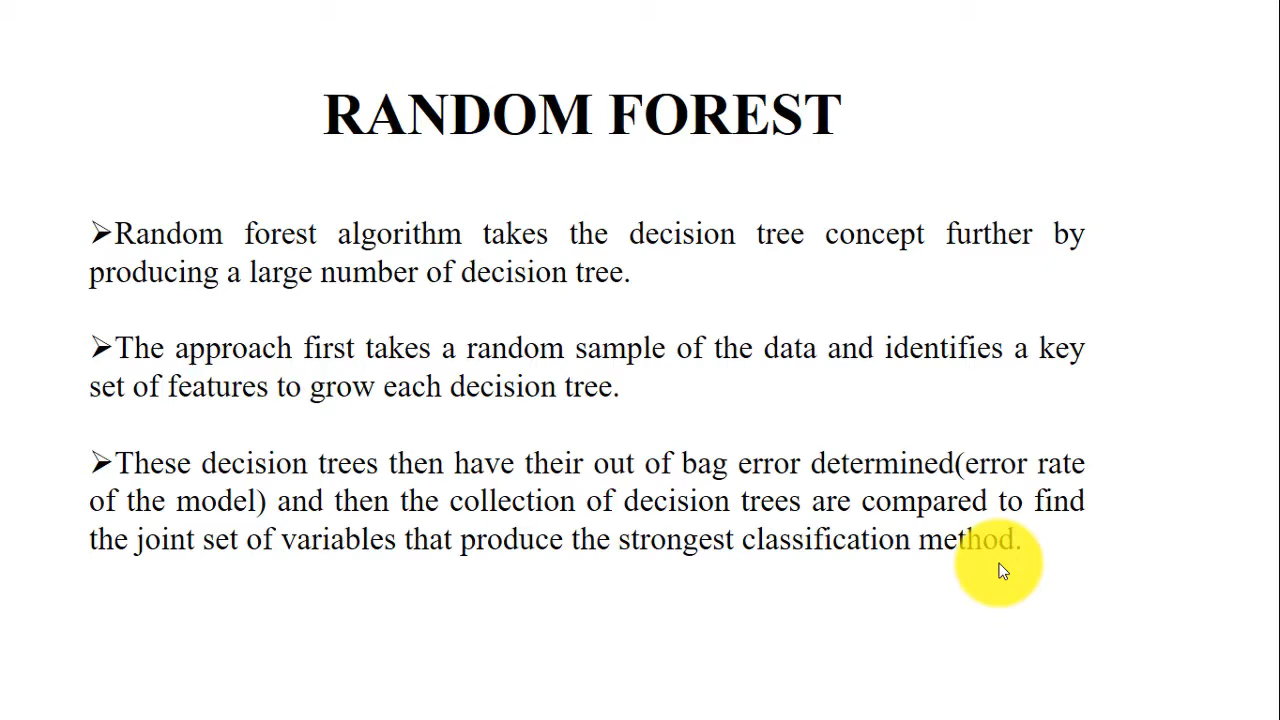 RANDOM FOREST
➢Random forest algorithm takes the decision tree concept further by
producing a large number of decision tree.
➢The approach first takes a random sample of the data and identifies a key
set of features to grow each decision tree.
➢These decision trees then have their out of bag error determined(error rate
of the model) and then the collection of decision trees are compared to find
the joint set of variables that produce the strongest classification method.